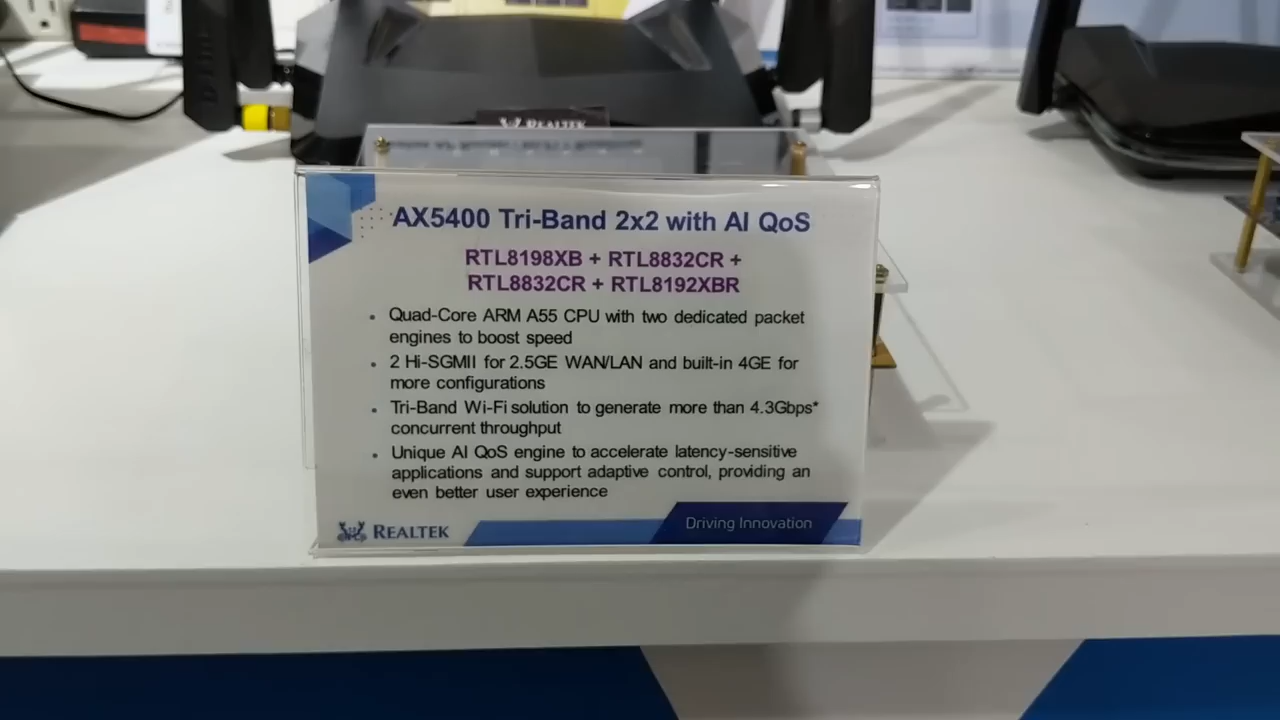 D-Link
REALTEK
AX5400 Tri-Band 2x2 with AI QoS
RTL8198XB + RTL8832CR +
RTL8832CR + RTL8192XBR
• Quad-Core ARM A55 CPU with two dedicated packet
engines to boost speed
• 2 Hi-SGMII for 2.5GE WAN/LAN and built-in 4GE for
more configurations
• Tri-Band Wi-Fi solution to generate more than 4.3Gbps*
concurrent throughput
• Unique AI QoS engine to accelerate latency-sensitive
applications and support adaptive control, providing an
even better user experience
REALTEK
Driving Innovation